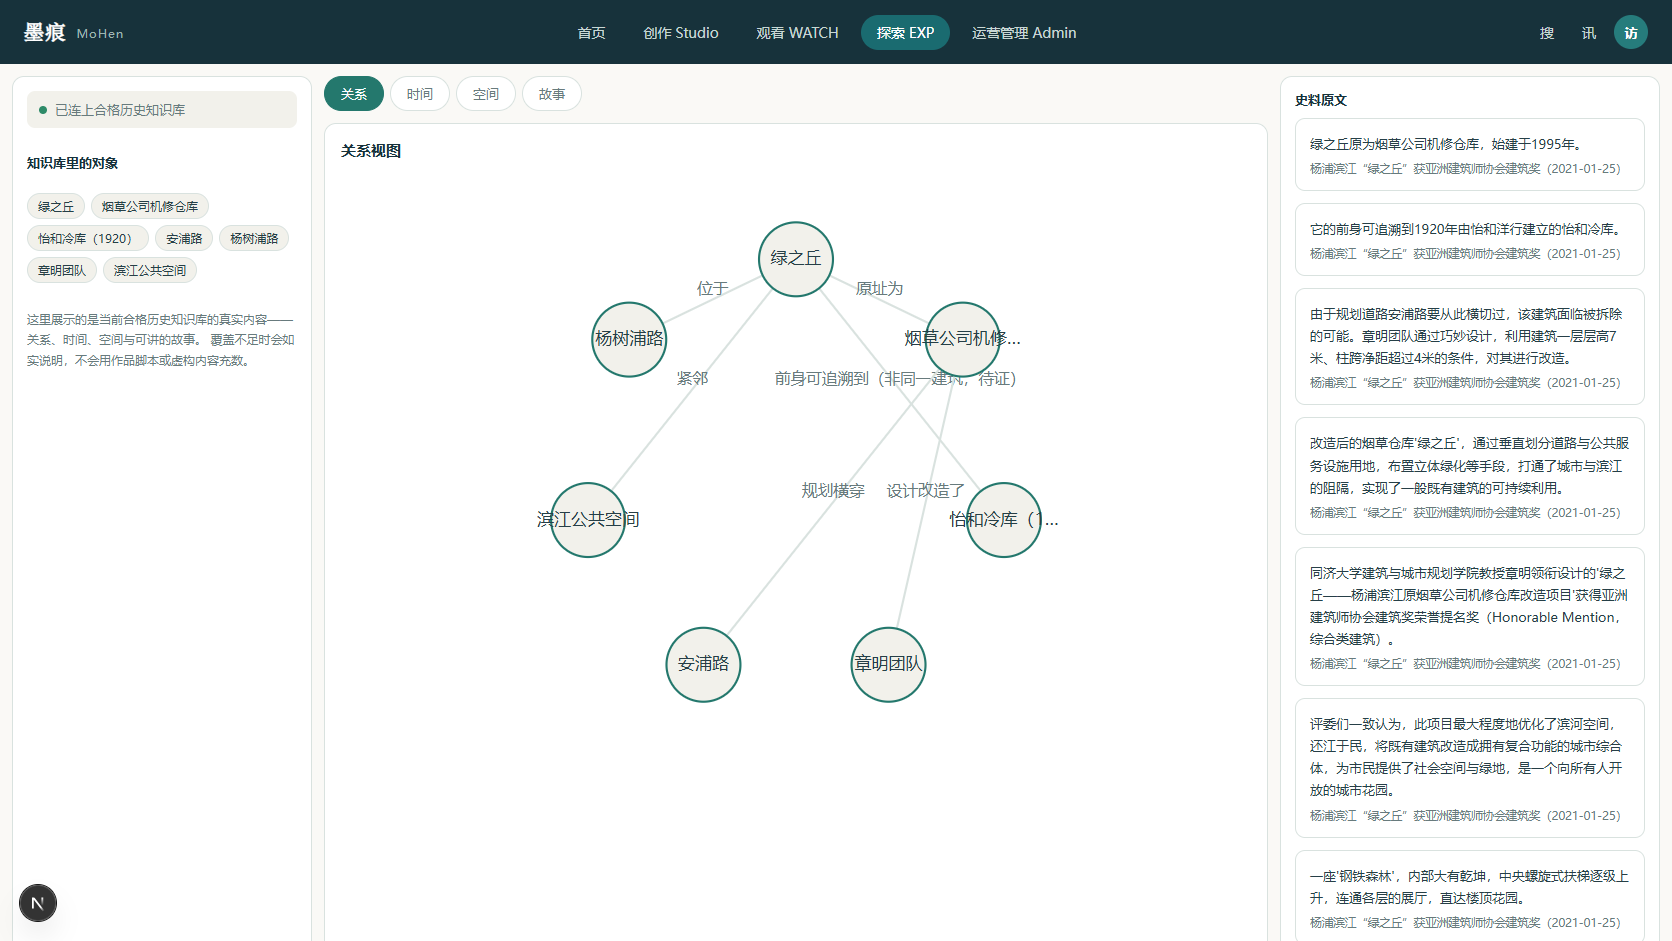 墨痕 MoHen
首页
创作 Studio
观看 WATCH
探索 EXP
运营管理 Admin
搜
讯
访
已连上合格历史知识库
知识库里的对象
绿之丘
烟草公司机修仓库
怡和冷库（1920）
安浦路
杨树浦路
章明团队
滨江公共空间
这里展示的是当前合格历史知识库的真实内容——
关系、时间、空间与可讲的故事。 覆盖不足时会如
实说明，不会用作品脚本或虚构内容充数。
N
关系
时间
空间
故事
关系视图
绿之丘
位于
原址为
杨树浦路
烟草公司机修...
紧邻
前身可追溯到（非同一建筑，待证）
规划横穿
设计改造了
滨江公共空间
怡和冷库（1...
安浦路
章明团队
史料原文
绿之丘原为烟草公司机修仓库，始建于1995年。
杨浦滨江“绿之丘”获亚洲建筑师协会建筑奖（2021-01-25）
它的前身可追溯到1920年由怡和洋行建立的怡和冷库。
杨浦滨江“绿之丘”获亚洲建筑师协会建筑奖（2021-01-25）
由于规划道路安浦路要从此横切过，该建筑面临被拆除
的可能。章明团队通过巧妙设计，利用建筑一层层高7
米、柱跨净距超过4米的条件，对其进行改造。
杨浦滨江“绿之丘”获亚洲建筑师协会建筑奖（2021-01-25）
改造后的烟草仓库'绿之丘'，通过垂直划分道路与公共服
务设施用地，布置立体绿化等手段，打通了城市与滨江
的阻隔，实现了一般既有建筑的可持续利用。
杨浦滨江“绿之丘”获亚洲建筑师协会建筑奖（2021-01-25）
同济大学建筑与城市规划学院教授章明领衔设计的'绿之
丘——杨浦滨江原烟草公司机修仓库改造项目'获得亚洲
建筑师协会建筑奖荣誉提名奖（Honorable Mention，
综合类建筑）。
杨浦滨江“绿之丘”获亚洲建筑师协会建筑奖（2021-01-25）
评委们一致认为，此项目最大程度地优化了滨河空间，
还江于民，将既有建筑改造成拥有复合功能的城市综合
体，为市民提供了社会空间与绿地，是一个向所有人开
放的城市花园。
杨浦滨江“绿之丘”获亚洲建筑师协会建筑奖（2021-01-25）
一座'钢铁森林'，内部大有乾坤，中央螺旋式扶梯逐级上
升，连通各层的展厅，直达楼顶花园。
杨浦滨江“绿之丘”获亚洲建筑师协会建筑奖（2021-01-25）